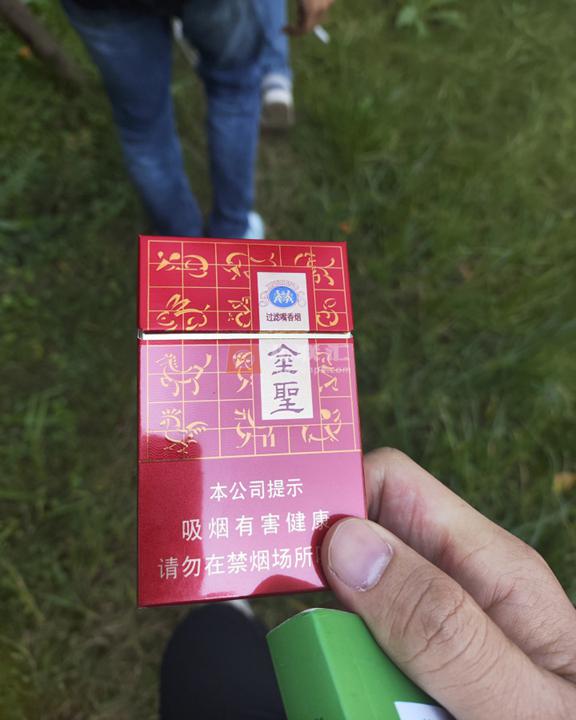 过滤嘴香烟
金聖
本公司提示
吸烟有害健康
请勿在禁烟场所